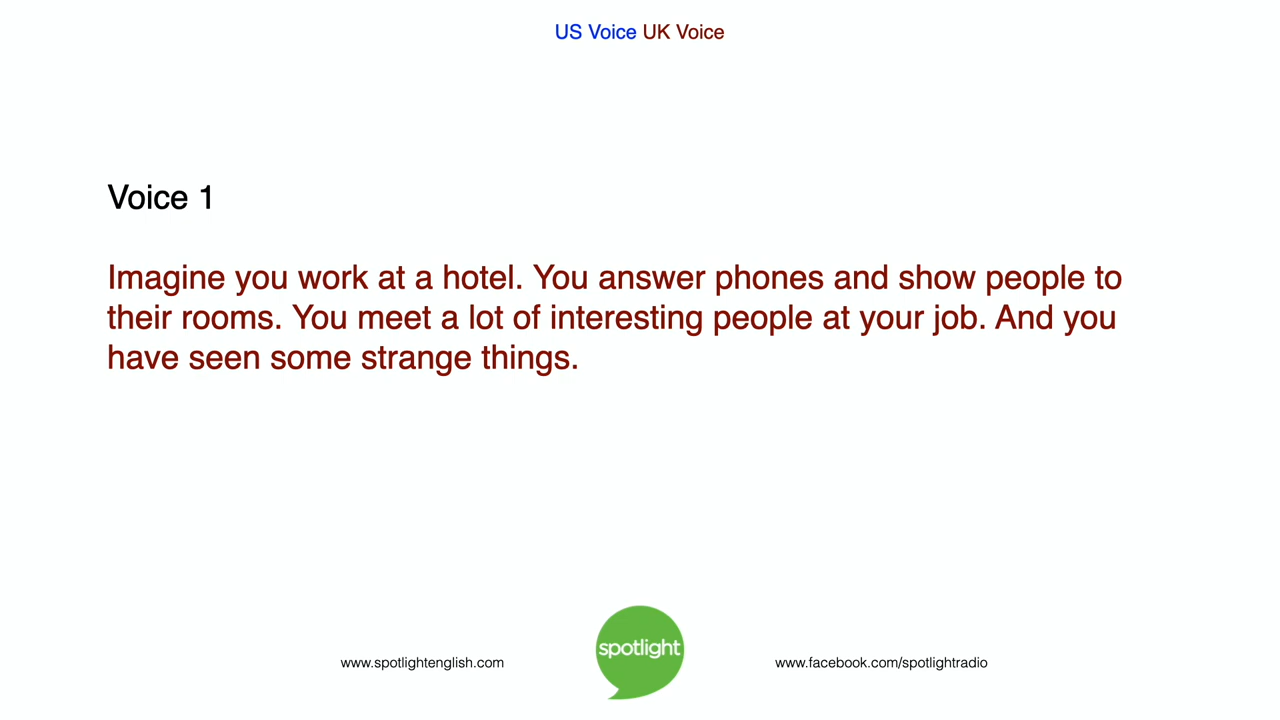 US Voice UK Voice
Voice 1
Imagine you work at a hotel. You answer phones and show people to
their rooms. You meet a lot of interesting people at your job. And you
have seen some strange things.
spotlight
www.spotlightenglish.com
www.facebook.com/spotlightradio